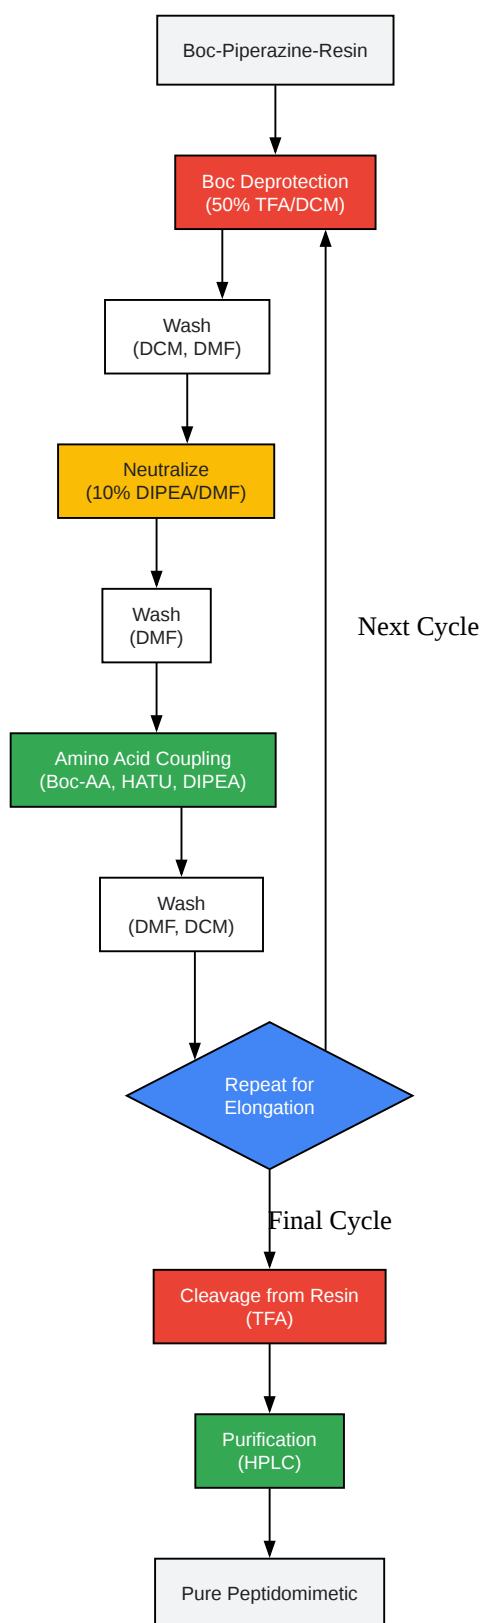 Boc-Piperazine-Resin
Boc Deprotection
(50% TFA/DCM)
Wash
(DCM, DMF)
Neutralize
(10% DIPEA/DMF)
Wash
(DMF)
Next Cycle
Amino Acid Coupling
(Boc-AA, HATU, DIPEA)
Wash
(DMF, DCM)
Repeat for
Elongation
Final Cycle
Cleavage from Resin
(TFA)
Purification
(HPLC)
Pure Peptidomimetic